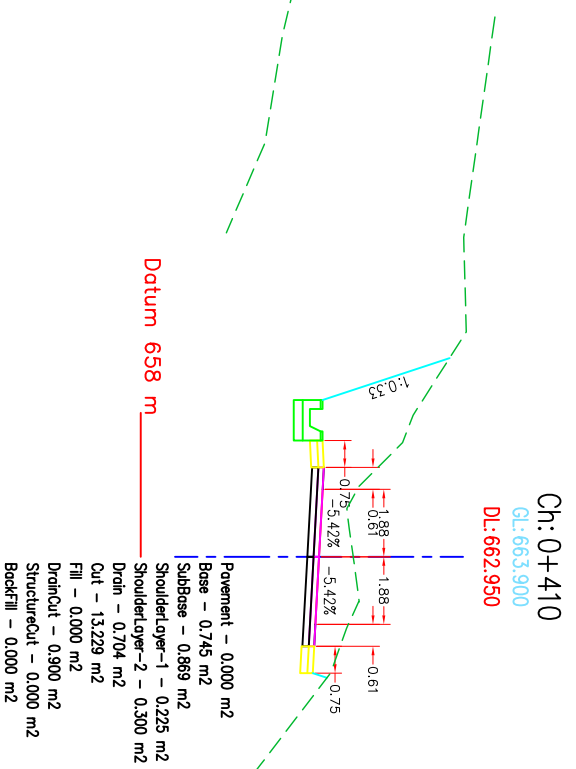 Ch: 0+410
GL:663.900
DL:662.950
1:0.33
0.75
0.61
1.88
1.88
0.61
0.75
-5.42%
-5.42%
Datum 658 m
Pavement - 0.000 m2
Base - 0.745 m2
SubBase - 0.869 m2
ShoulderLayer-1 - 0.225 m2
ShoulderLayer-2 - 0.300 m2
Drain - 0.704 m2
Cut - 13.229 m2
Fill - 0.000 m2
DrainCut - 0.900 m2
StructureCut - 0.000 m2
BackFill - 0.000 m2